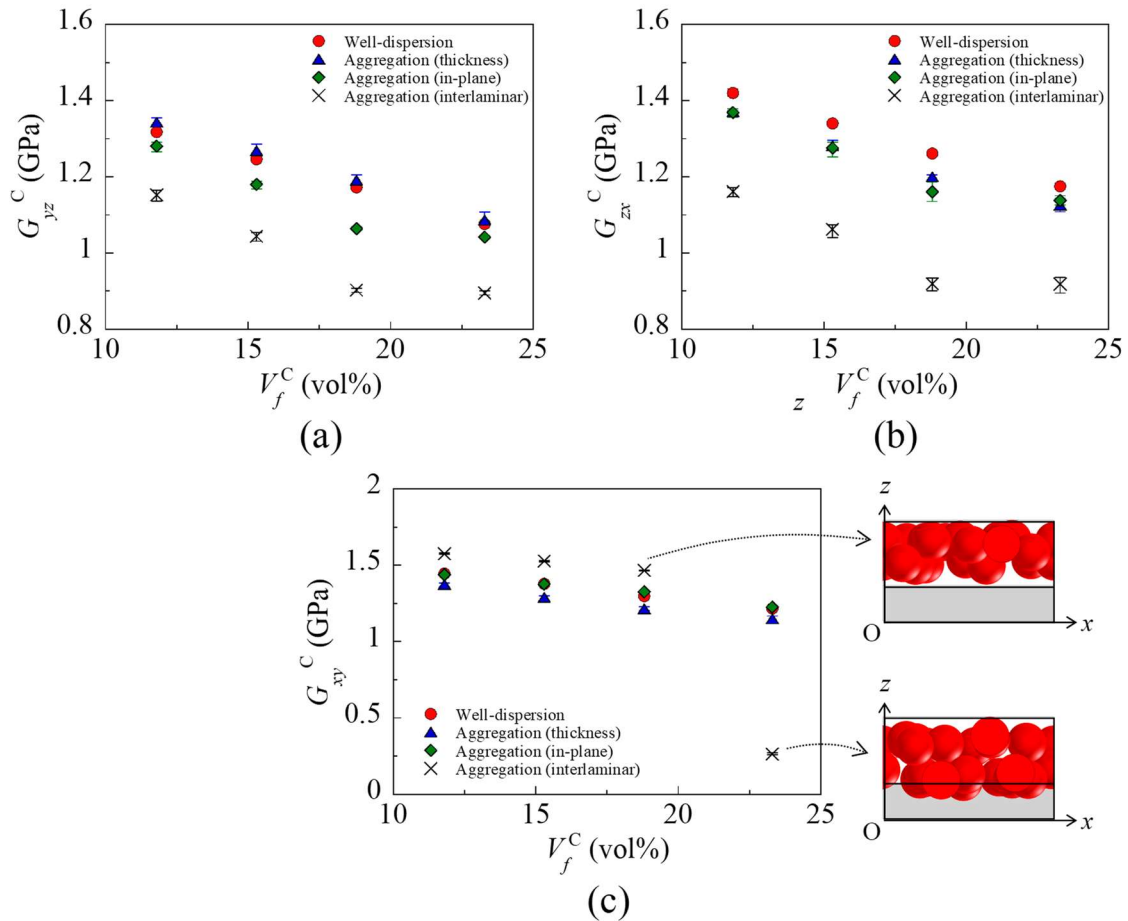 1.6
1.4
1.2
1
0.8
G_yz^C (GPa)
Well-dispersion
Aggregation (thickness)
Aggregation (in-plane)
Aggregation (interlaminar)
10 15 20 25
V_f^C (vol%)
(a)
1.6
1.4
1.2
1
0.8
G_zx^C (GPa)
Well-dispersion
Aggregation (thickness)
Aggregation (in-plane)
Aggregation (interlaminar)
10 15 20 25
z
V_f^C (vol%)
(b)
2
1.5
1
0.5
0
G_xy^C (GPa)
Well-dispersion
Aggregation (thickness)
Aggregation (in-plane)
Aggregation (interlaminar)
10 15 20 25
V_f^C (vol%)
(c)
z
O
x
z
O
x